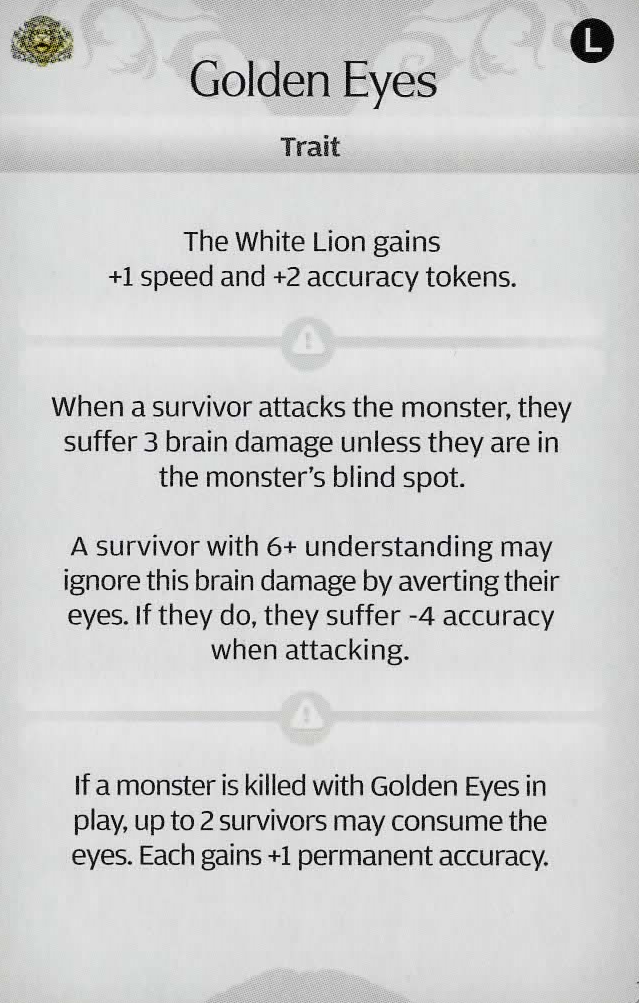 L
Golden Eyes
Trait
The White Lion gains
+1 speed and +2 accuracy tokens.
When a survivor attacks the monster, they
suffer 3 brain damage unless they are in
the monster's blind spot.
A survivor with 6+ understanding may
ignore this brain damage by averting their
eyes. If they do, they suffer -4 accuracy
when attacking.
If a monster is killed with Golden Eyes in
play, up to 2 survivors may consume the
eyes. Each gains +1 permanent accuracy.